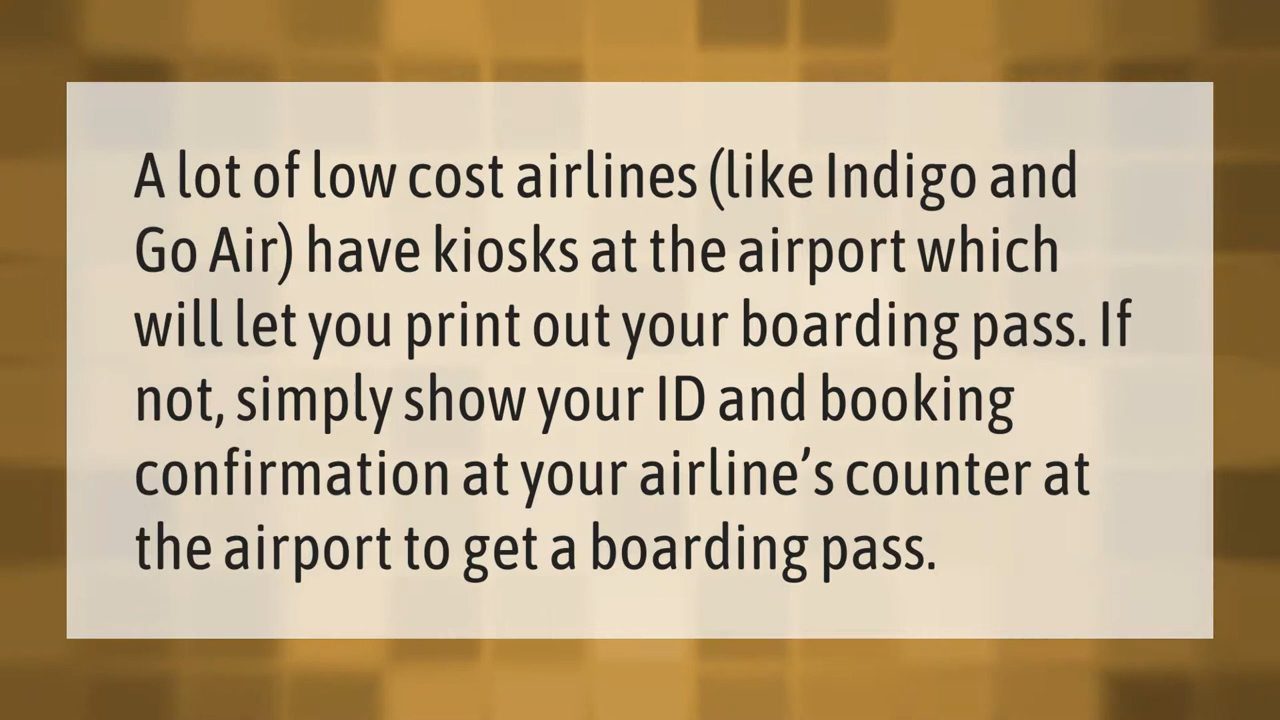 A lot of low cost airlines (like Indigo and
Go Air) have kiosks at the airport which
will let you print out your boarding pass. If
not, simply show your ID and booking
confirmation at your airline’s counter at
the airport to get a boarding pass.